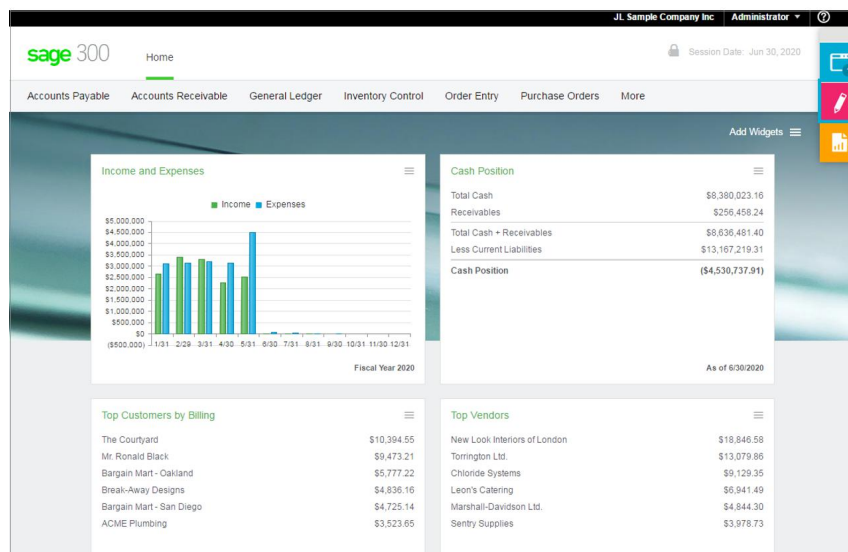 JL Sample Company Inc Administrator
sage 300 Home Session Date: Jun 30, 2020
Accounts Payable Accounts Receivable General Ledger Inventory Control Order Entry Purchase Orders More
Add Widgets
Income and Expenses
Income Expenses
$5,000,000
$4,500,000
$4,000,000
$3,500,000
$3,000,000
$2,500,000
$2,000,000
$1,500,000
$1,000,000
$500,000
$0
($500,000) 1/31 2/29 3/31 4/30 5/31 6/30 7/31 8/31 9/30 10/31 11/30 12/31
Fiscal Year 2020
Cash Position
Total Cash $8,380,023.16
Receivables $256,458.24
Total Cash + Receivables $8,636,481.40
Less Current Liabilities $13,167,219.31
Cash Position ($4,530,737.91)
As of 6/30/2020
Top Customers by Billing
The Courtyard $10,394.55
Mr. Ronald Black $9,473.21
Bargain Mart - Oakland $5,777.22
Break-Away Designs $4,836.16
Bargain Mart - San Diego $4,725.14
ACME Plumbing $3,523.65
Top Vendors
New Look Interiors of London $18,846.58
Torrington Ltd. $13,079.86
Chloride Systems $9,129.35
Leon's Catering $6,941.49
Marshall-Davidson Ltd. $4,844.30
Sentry Supplies $3,978.73